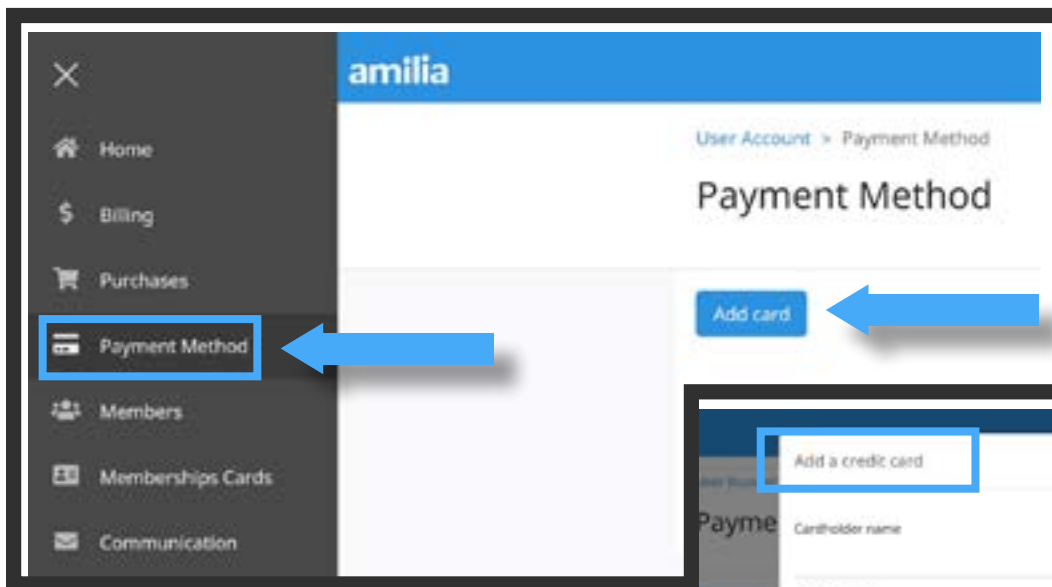 amilia
Home
Billing
Purchases
Payment Method
Members
Memberships Cards
Communication
User Account > Payment Method
Payment Method
Add card
Add a credit card
Payme
Cardholder name